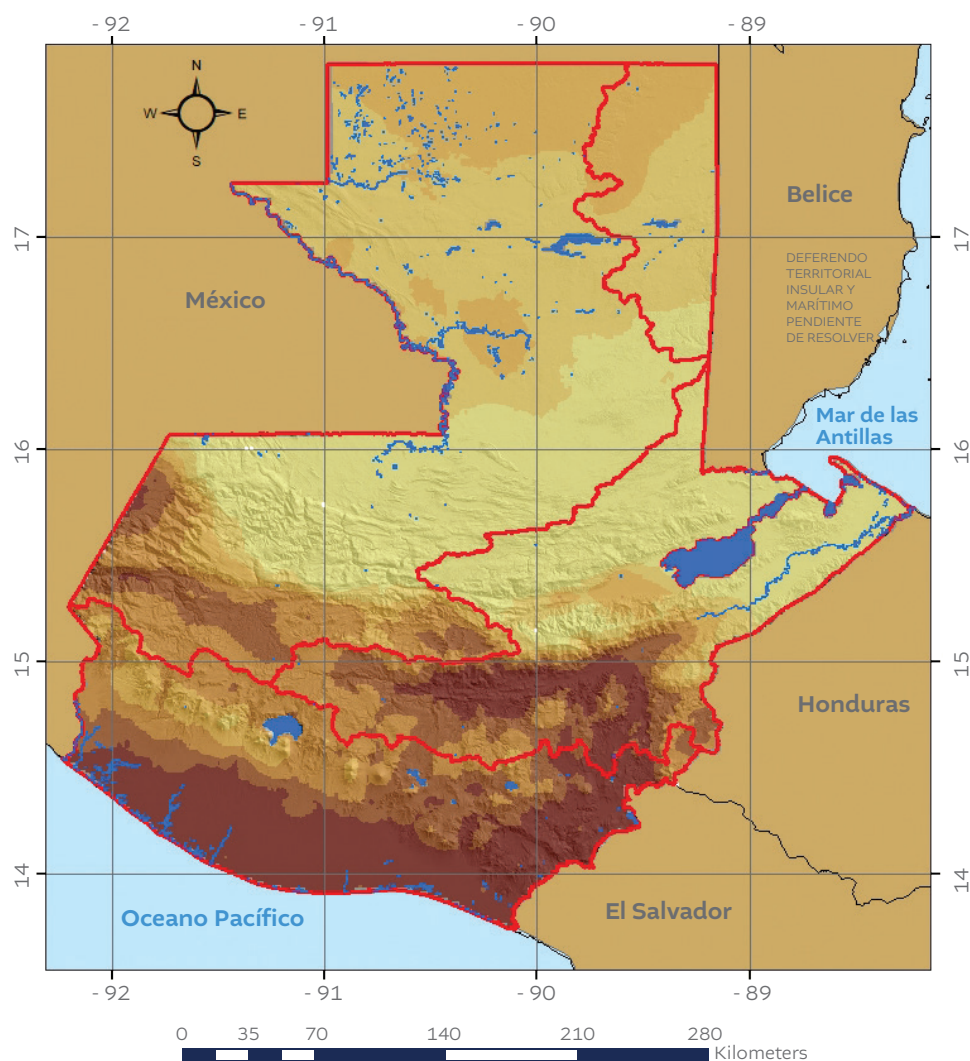 - 92
- 91
- 90
- 89
N
W
E
S
Belice
17
17
DEFERENDO
TERRITORIAL
INSULAR Y
MARÍTIMO
PENDIENTE
DE RESOLVER
México
Mar de las
Antillas
16
16
15
15
Honduras
14
14
Oceano Pacífico
El Salvador
- 92
- 91
- 90
- 89
0 35 70 140 210 280
Kilometers